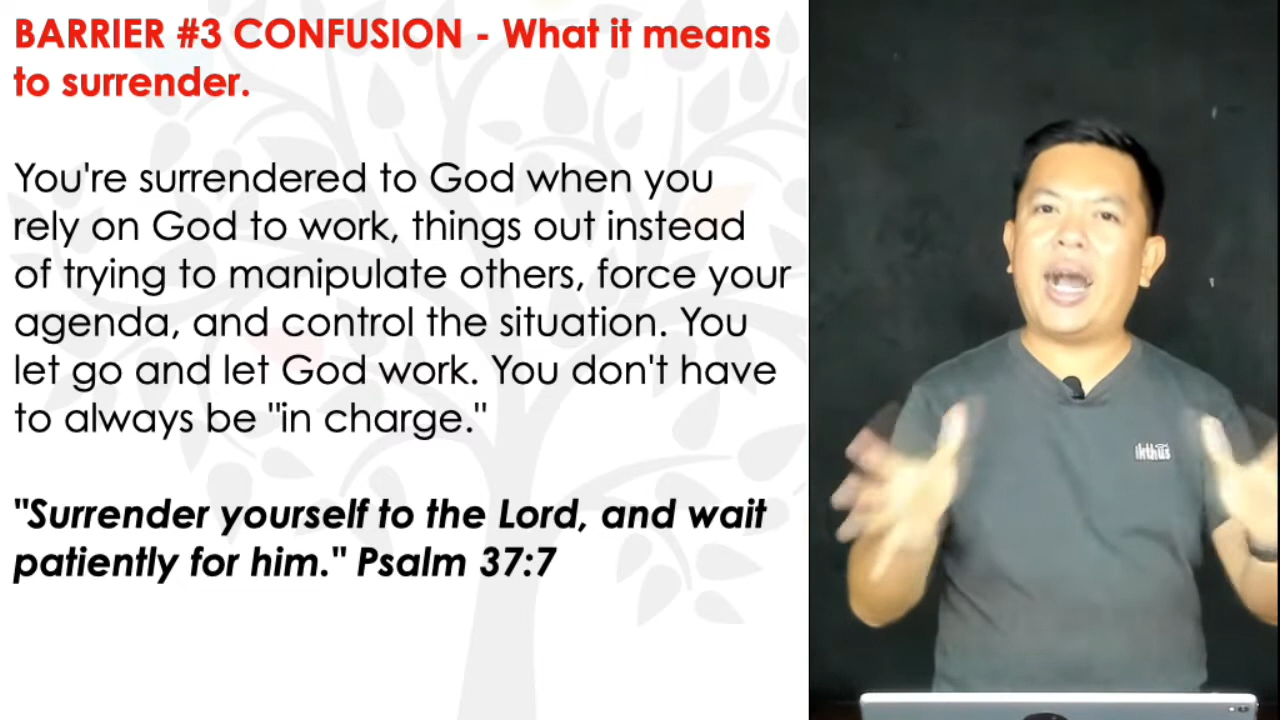 BARRIER #3 CONFUSION - What it means
to surrender.
You're surrendered to God when you
rely on God to work, things out instead
of trying to manipulate others, force your
agenda, and control the situation. You
let go and let God work. You don't have
to always be "in charge."
"Surrender yourself to the Lord, and wait
patiently for him." Psalm 37:7
ikthus